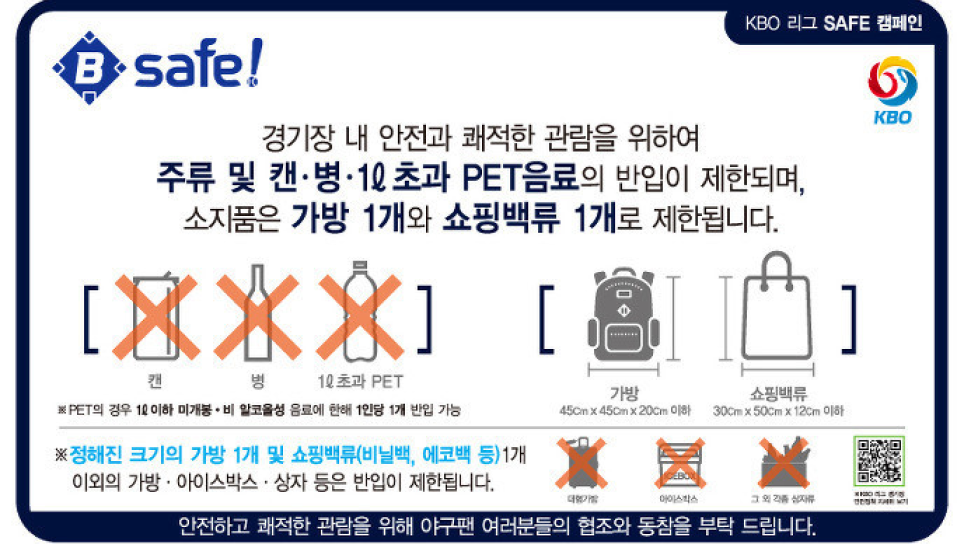 KBO 리그 SAFE 캠페인
B safe!
KBO
경기장 내 안전과 쾌적한 관람을 위하여
주류 및 캔·병·1ℓ 초과 PET음료의 반입이 제한되며,
소지품은 가방 1개와 쇼핑백류 1개로 제한됩니다.
캔 병 1ℓ초과 PET
※PET의 경우 1ℓ이하 미개봉·비 알코올성 음료에 한해 1인당 1개 반입 가능
가방 쇼핑백류
45cm x 45cm x 20cm 이하 30cm x 50cm x 12cm 이하
※정해진 크기의 가방 1개 및 쇼핑백류(비닐백, 에코백 등)1개
이외의 가방·아이스박스·상자 등은 반입이 제한됩니다.
ICEBOX
대형가방 아이스박스 그 외 각종 상자류
안전하고 쾌적한 관람을 위해 야구팬 여러분들의 협조와 동참을 부탁 드립니다.